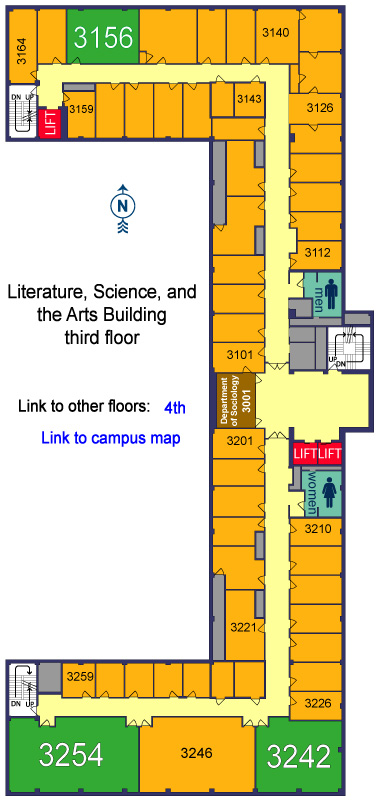 3164
3156
3140
DN UP
LIFT
3159
3143
3126
N
3112
men
Literature, Science, and
the Arts Building
third floor
UP
DN
3101
Department
of Sociology
3001
Link to other floors: 4th
Link to campus map
3201
LIFT LIFT
women
3210
3221
3259
DN UP
3226
3254
3246
3242